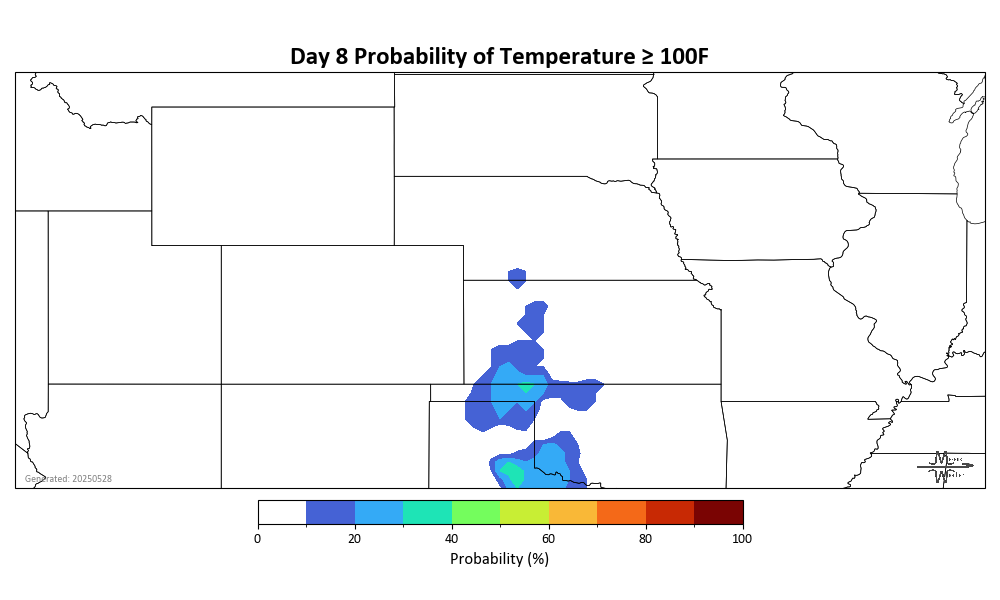 Day 8 Probability of Temperature ≥ 100F
Generated: 20250528
0 20 40 60 80 100
Probability (%)